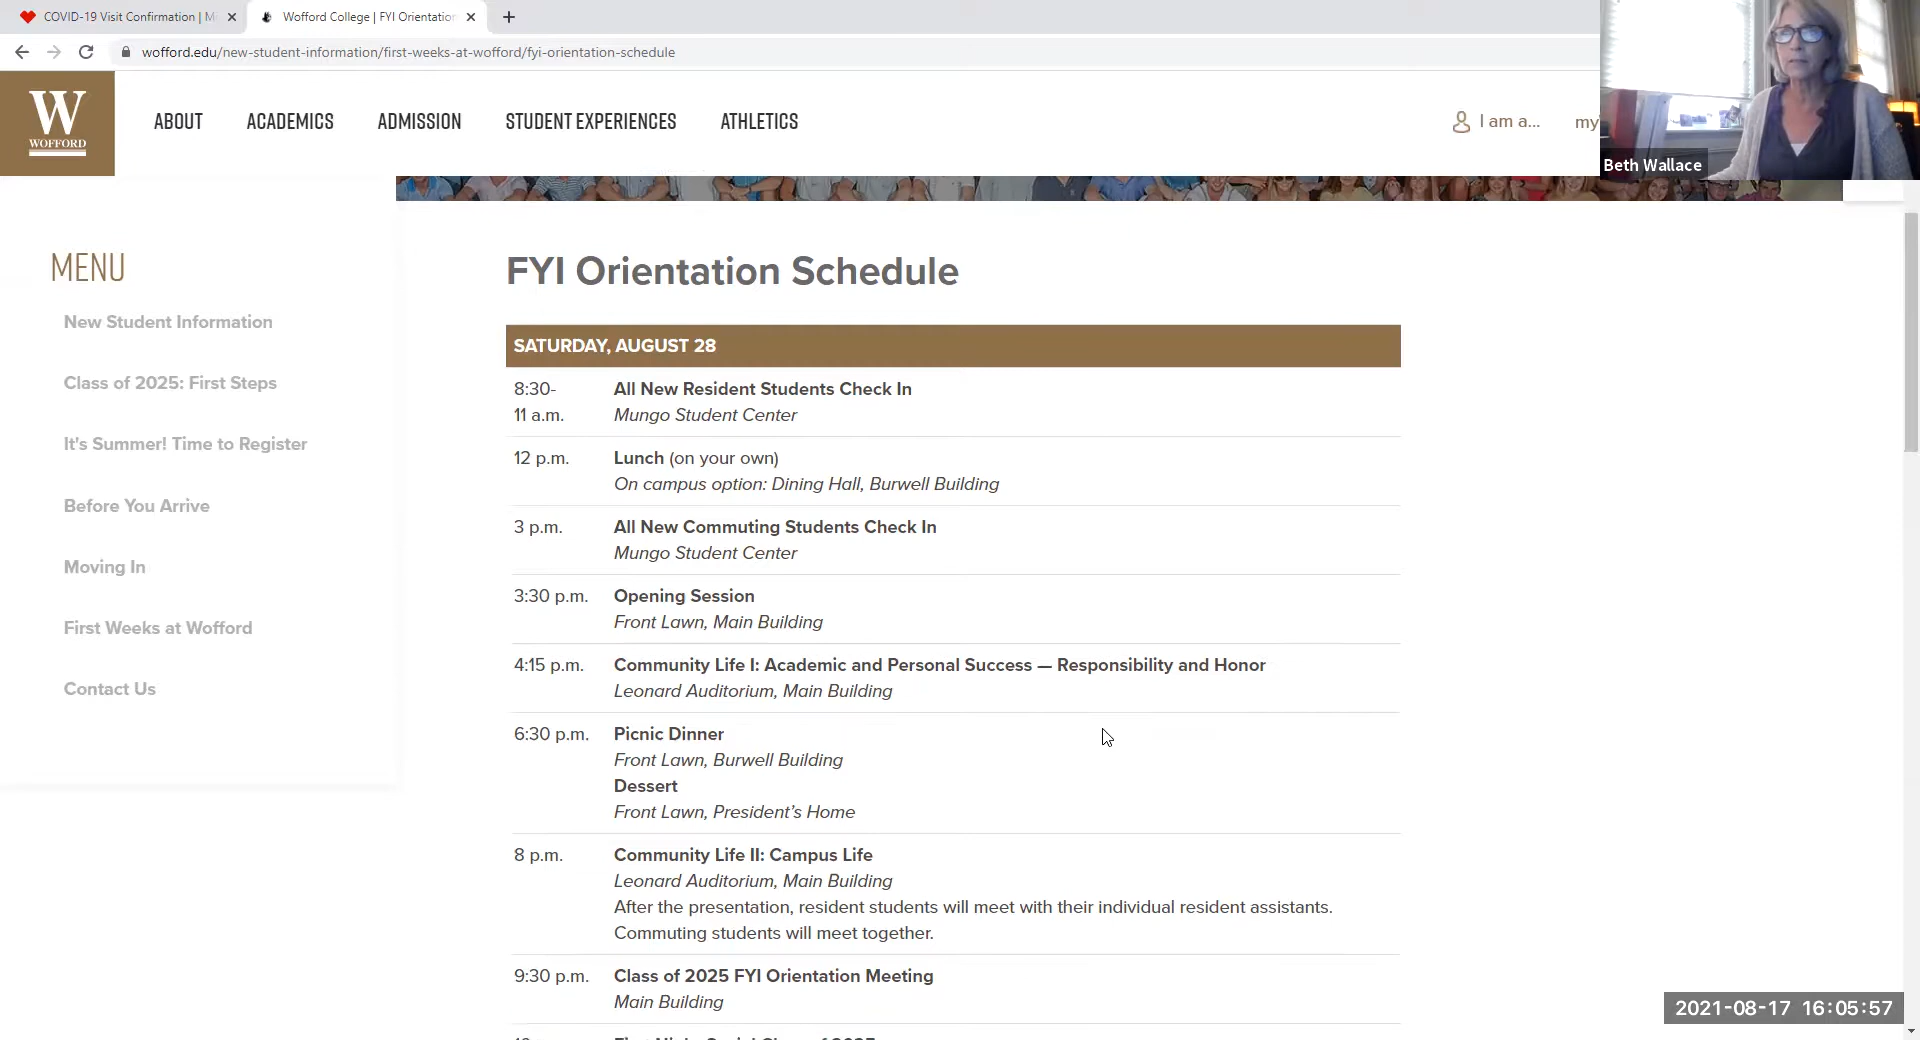 COVID-19 Visit Confirmation | M
Wofford College | FYI Orientation
wofford.edu/new-student-information/first-weeks-at-wofford/fyi-orientation-schedule
W
WOFFORD
ABOUT
ACADEMICS
ADMISSION
STUDENT EXPERIENCES
ATHLETICS
I am a...
my
Beth Wallace
MENU
New Student Information
Class of 2025: First Steps
It's Summer! Time to Register
Before You Arrive
Moving In
First Weeks at Wofford
Contact Us
FYI Orientation Schedule
SATURDAY, AUGUST 28
8:30- All New Resident Students Check In
11 a.m. Mungo Student Center
12 p.m. Lunch (on your own)
On campus option: Dining Hall, Burwell Building
3 p.m. All New Commuting Students Check In
Mungo Student Center
3:30 p.m. Opening Session
Front Lawn, Main Building
4:15 p.m. Community Life I: Academic and Personal Success — Responsibility and Honor
Leonard Auditorium, Main Building
6:30 p.m. Picnic Dinner
Front Lawn, Burwell Building
Dessert
Front Lawn, President's Home
8 p.m. Community Life II: Campus Life
Leonard Auditorium, Main Building
After the presentation, resident students will meet with their individual resident assistants.
Commuting students will meet together.
9:30 p.m. Class of 2025 FYI Orientation Meeting
Main Building
2021-08-17 16:05:57